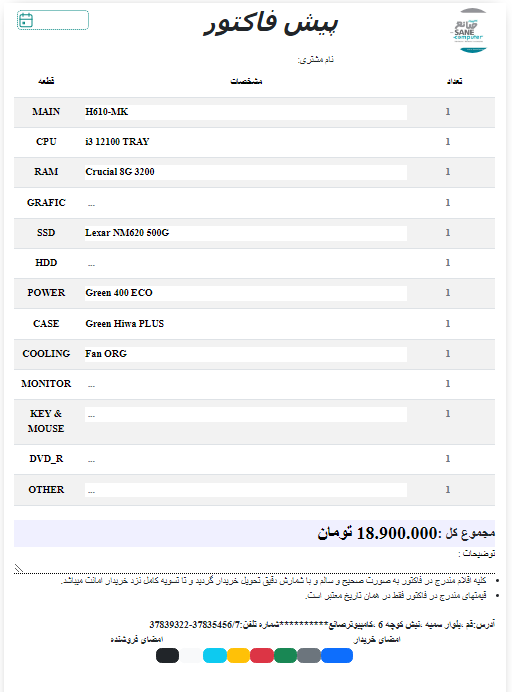 پیش فاکتور
صانع
SANE
computer
نام مشتری:
قطعه مشخصات تعداد
MAIN H610-MK 1
CPU i3 12100 TRAY 1
RAM Crucial 8G 3200 1
GRAFIC ... 1
SSD Lexar NM620 500G 1
HDD ... 1
POWER Green 400 ECO 1
CASE Green Hiwa PLUS 1
COOLING Fan ORG 1
MONITOR ... 1
KEY & MOUSE ... 1
DVD_R ... 1
OTHER ... 1
مجموع کل :18.900.000 تومان
توضیحات :
• کلیه اقلام مندرج در فاکتور به صورت صحیح و سالم و با شمارش دقیق تحویل خریدار گردید و تا تسویه کامل نزد خریدار امانت میباشد.
• قیمتهای مندرج در فاکتور فقط در همان تاریخ معتبر است.
آدرس:قم ،بلوار سمیه ،نبش کوچه 6 ،کامپیوترصانع**********شماره تلفن:37835456/7-37839322
امضای خریدار امضای فروشنده